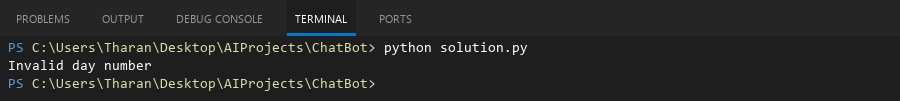 PROBLEMS OUTPUT DEBUG CONSOLE TERMINAL PORTS
PS C:\Users\Tharan\Desktop\AIProjects\ChatBot> python solution.py
Invalid day number
PS C:\Users\Tharan\Desktop\AIProjects\ChatBot>